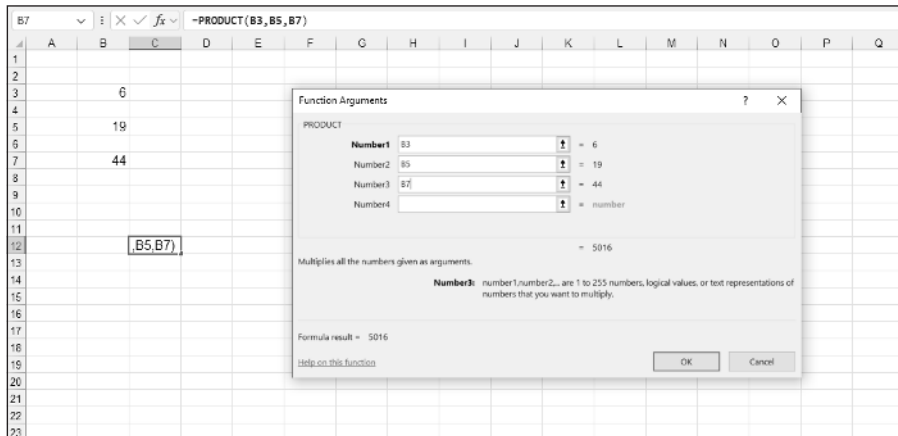 B7 fx =PRODUCT(B3,B5,B7)
A B C D E F G H I J K L M N O P Q
1
2
3 6
4
5 19
6
7 44
8
9
10
11
12 ,B5,B7)
13
14
15
16
17
18
19
20
21
22
23
Function Arguments ? ×
PRODUCT
Number1 B3 = 6
Number2 B5 = 19
Number3 B7 = 44
Number4 = number
= 5016
Multiplies all the numbers given as arguments.
Number3: number1,number2,... are 1 to 255 numbers, logical values, or text representations of
numbers that you want to multiply.
Formula result = 5016
Help on this function OK Cancel